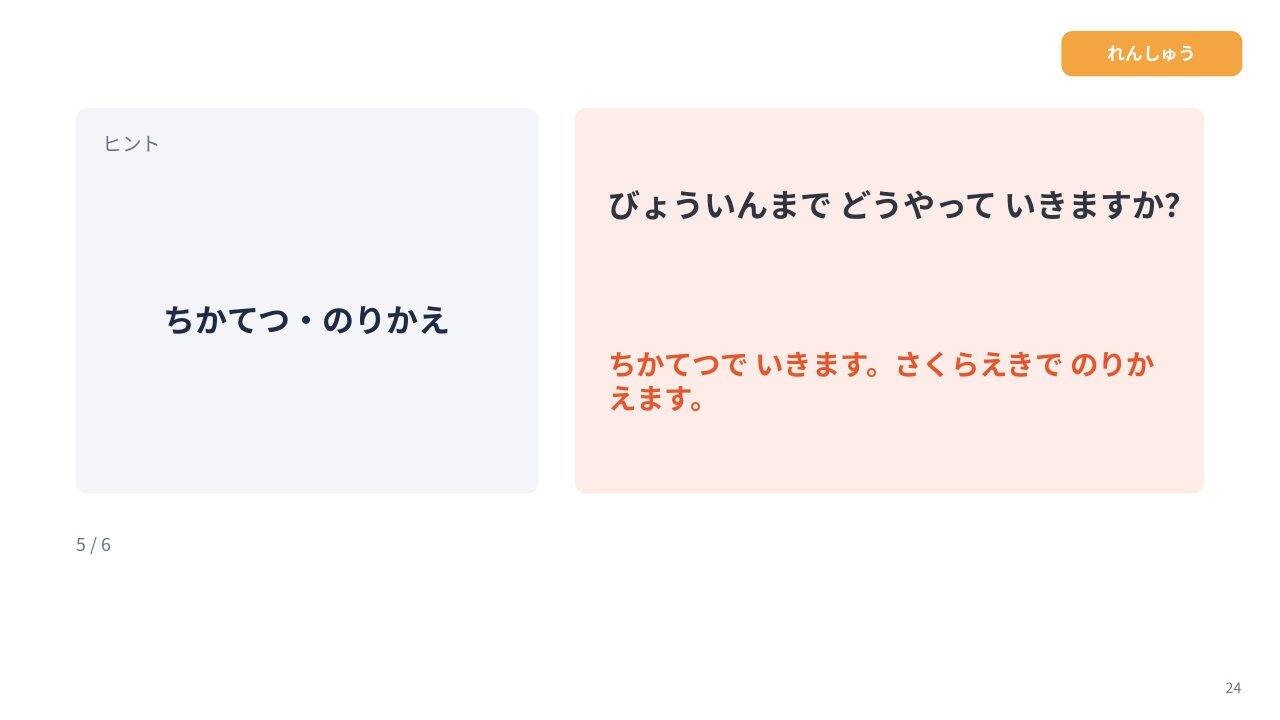 れんしゅう
ヒント
ちかてつ・のりかえ
びょういんまで どうやって いきますか?
ちかてつで いきます。さくらえきで のりか
えます。
5 / 6
24